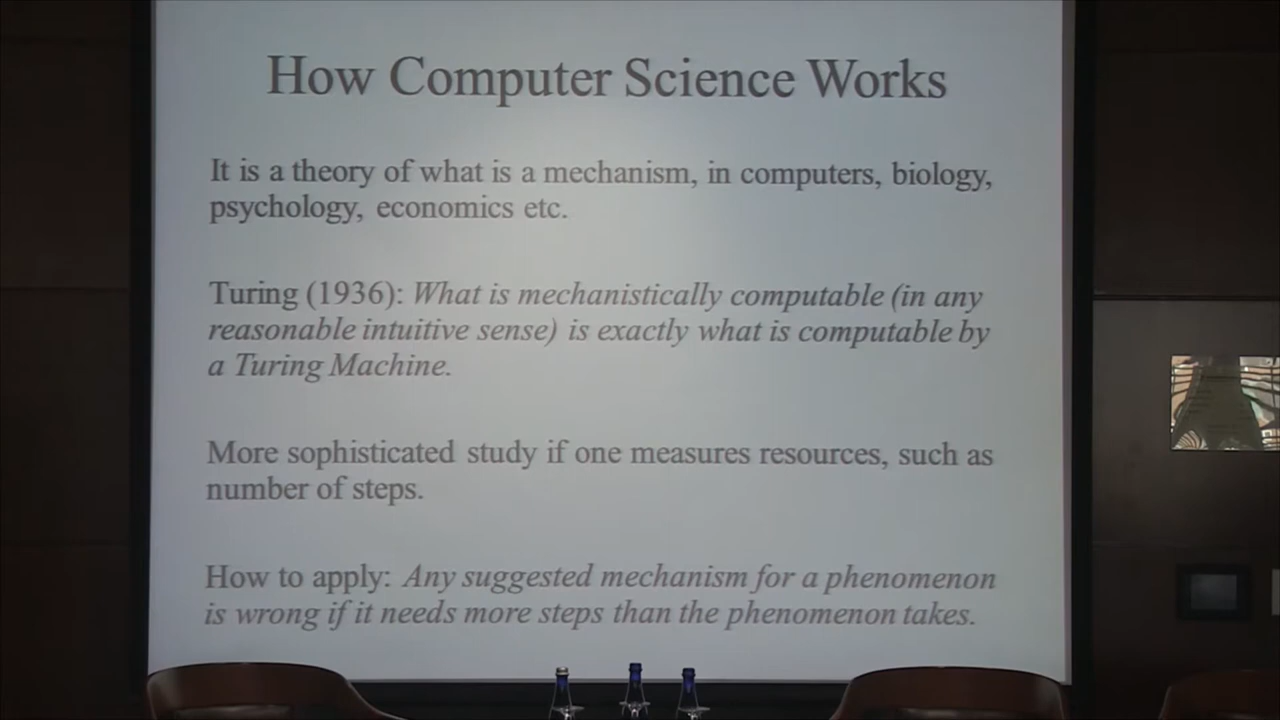 How Computer Science Works
It is a theory of what is a mechanism, in computers, biology,
psychology, economics etc.
Turing (1936): What is mechanistically computable (in any
reasonable intuitive sense) is exactly what is computable by
a Turing Machine.
More sophisticated study if one measures resources, such as
number of steps.
How to apply: Any suggested mechanism for a phenomenon
is wrong if it needs more steps than the phenomenon takes.